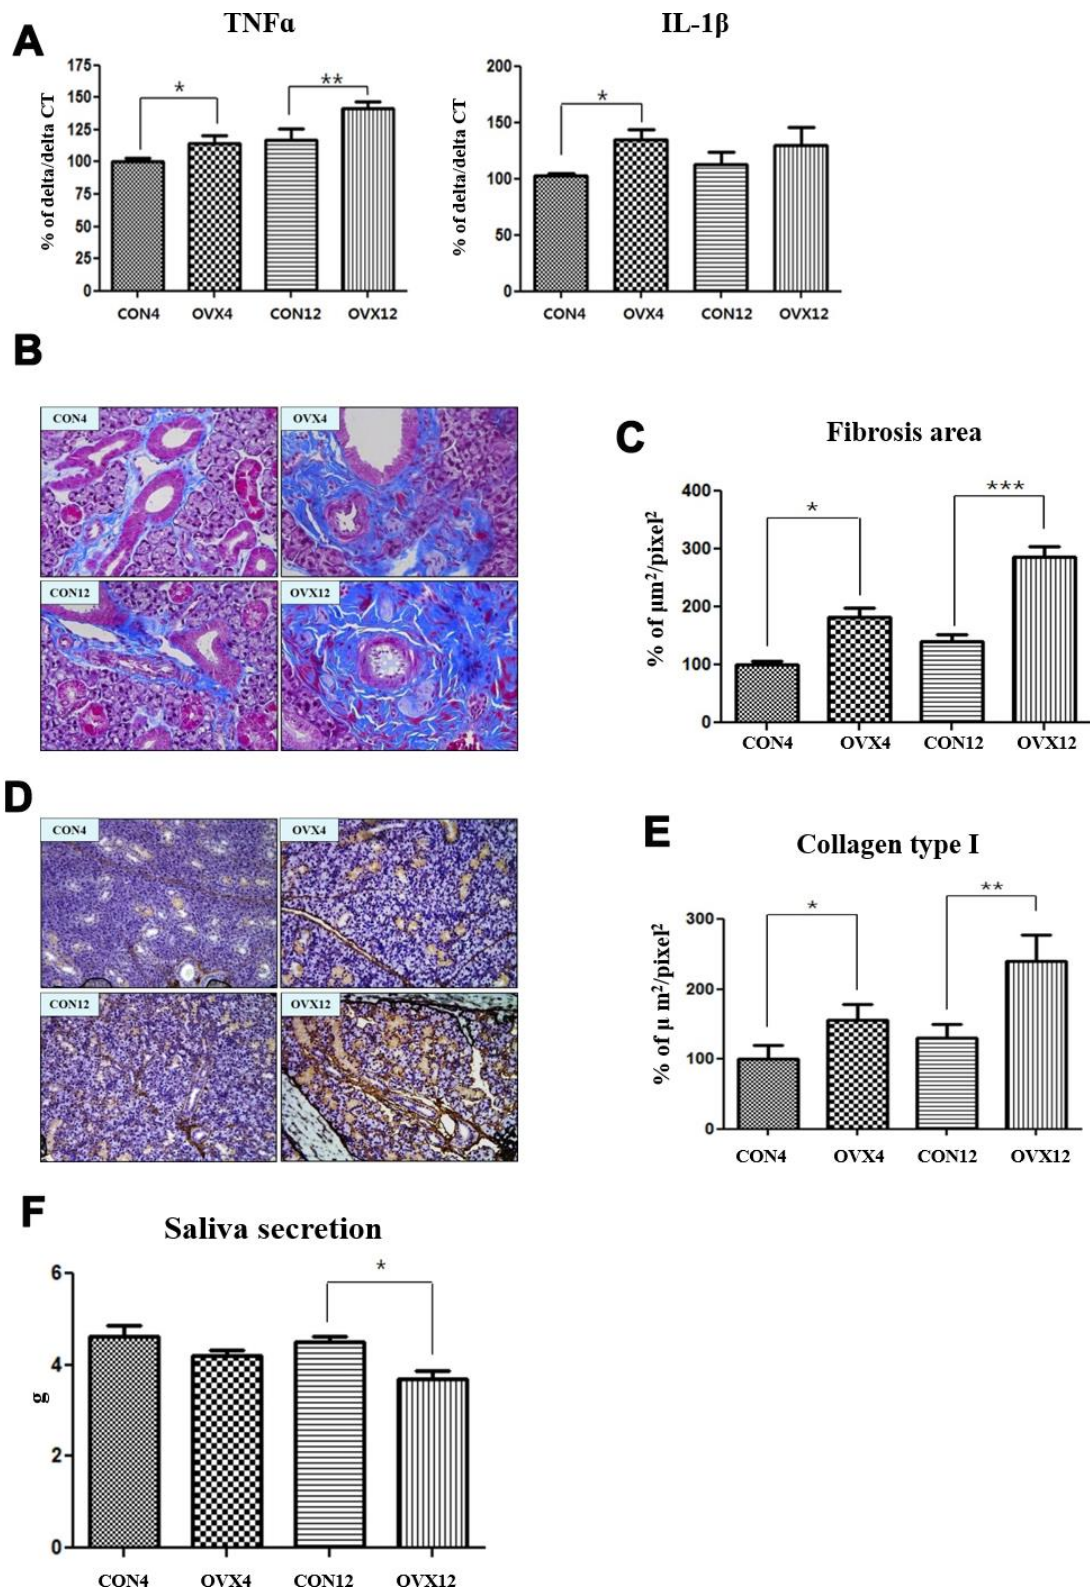 A
TNFα
% of delta/delta CT
175
150
125
100
75
50
25
0
*
**
CON4 OVX4 CON12 OVX12
IL-1β
% of delta/delta CT
200
150
100
50
0
*
CON4 OVX4 CON12 OVX12
B
CON4
OVX4
CON12
OVX12
C
Fibrosis area
% of μm²/pixel²
400
300
200
100
0
*
***
CON4 OVX4 CON12 OVX12
D
CON4
OVX4
CON12
OVX12
E
Collagen type I
% of μ m²/pixel²
300
200
100
0
*
**
CON4 OVX4 CON12 OVX12
F
Saliva secretion
g
6
4
2
0
*
CON4 OVX4 CON12 OVX12